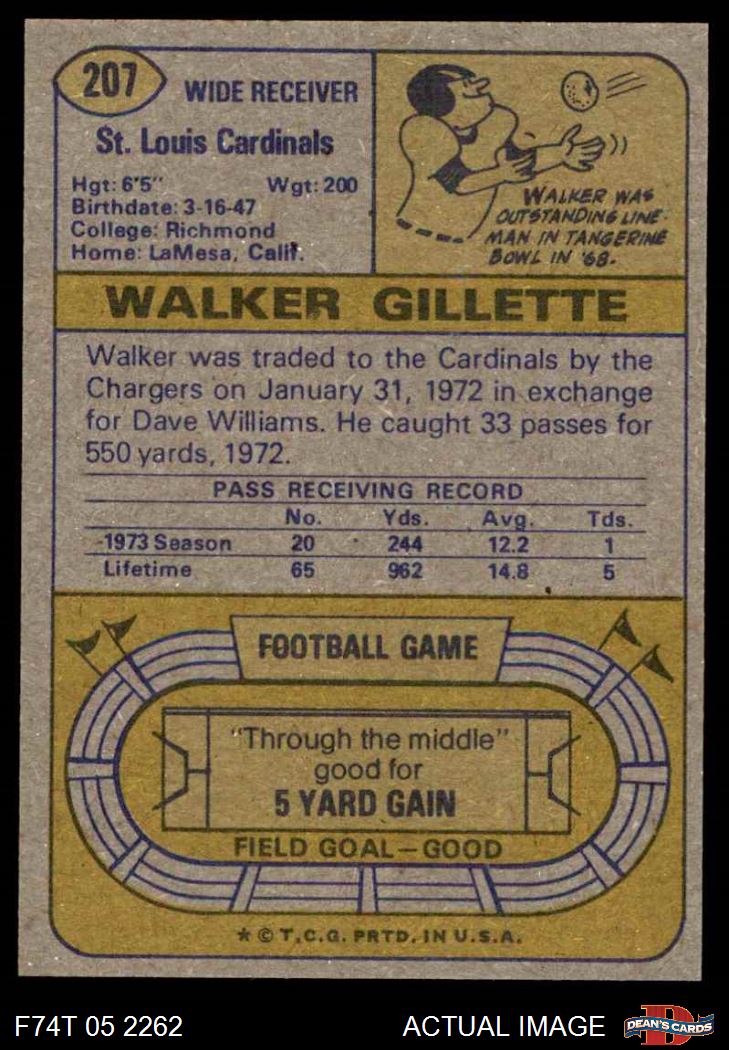 207
WIDE RECEIVER
St. Louis Cardinals
Hgt: 6'5" Wgt: 200
Birthdate: 3-16-47
College: Richmond
Home: LaMesa, Calif.
WALKER WAS
OUTSTANDING LINE-
MAN IN TANGERINE
BOWL IN '68.
WALKER GILLETTE
Walker was traded to the Cardinals by the
Chargers on January 31, 1972 in exchange
for Dave Williams. He caught 33 passes for
550 yards, 1972.
PASS RECEIVING RECORD
No. Yds. Avg. Tds.
1973 Season 20 244 12.2 1
Lifetime 65 962 14.8 5
FOOTBALL GAME
"Through the middle"
good for
5 YARD GAIN
FIELD GOAL—GOOD
* © T.C.G. PRTD. IN U.S.A.
F74T 05 2262 ACTUAL IMAGE
D
DEAN'S CARDS